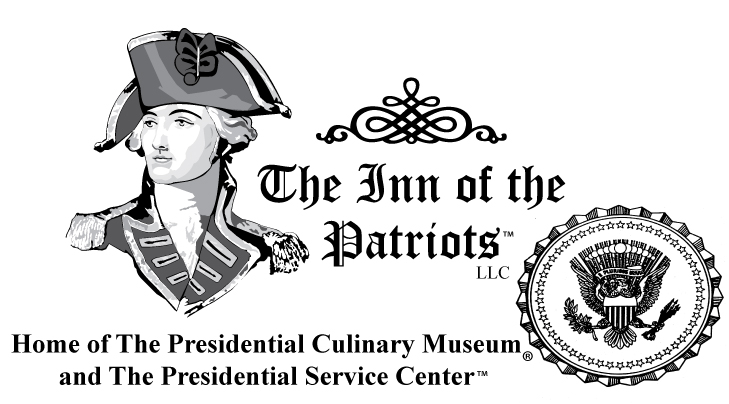 The Inn of the
Patriots™
LLC
Home of The Presidential Culinary Museum®
and The Presidential Service Center™